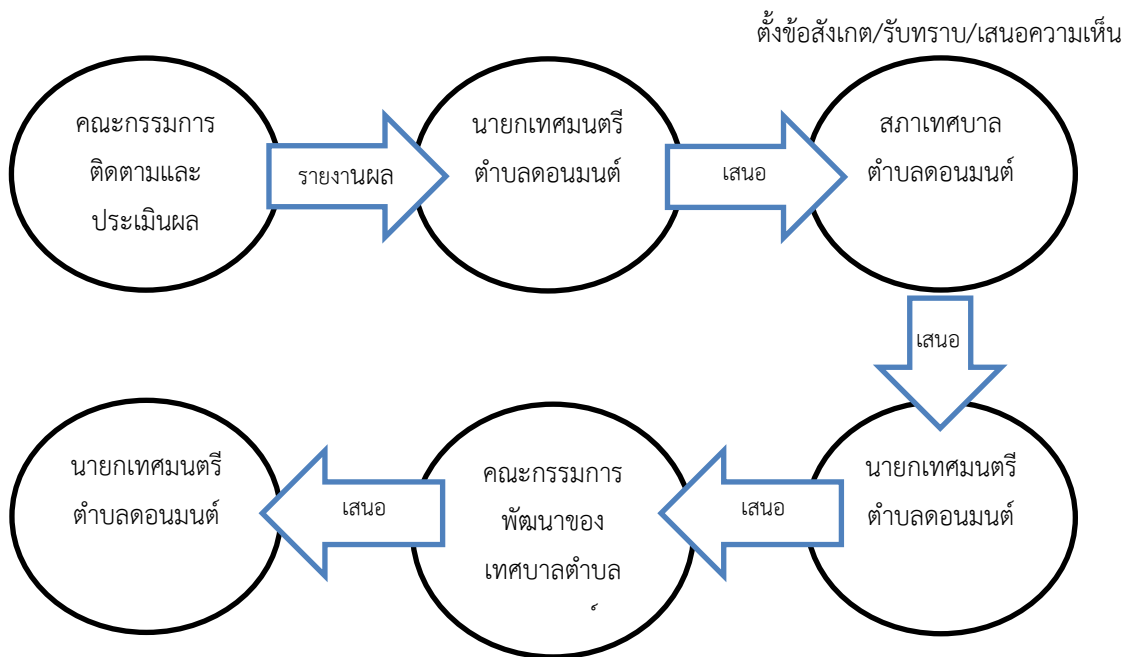 ตั้งข้อสังเกต/รับทราบ/เสนอความเห็น
คณะกรรมการ
ติดตามและ
ประเมินผล
รายงานผล
นายกเทศมนตรี
ตำบลดอนมนต์
เสนอ
สภาเทศบาล
ตำบลดอนมนต์
เสนอ
นายกเทศมนตรี
ตำบลดอนมนต์
เสนอ
คณะกรรมการ
พัฒนาของ
เทศบาลตำบล
เสนอ
นายกเทศมนตรี
ตำบลดอนมนต์